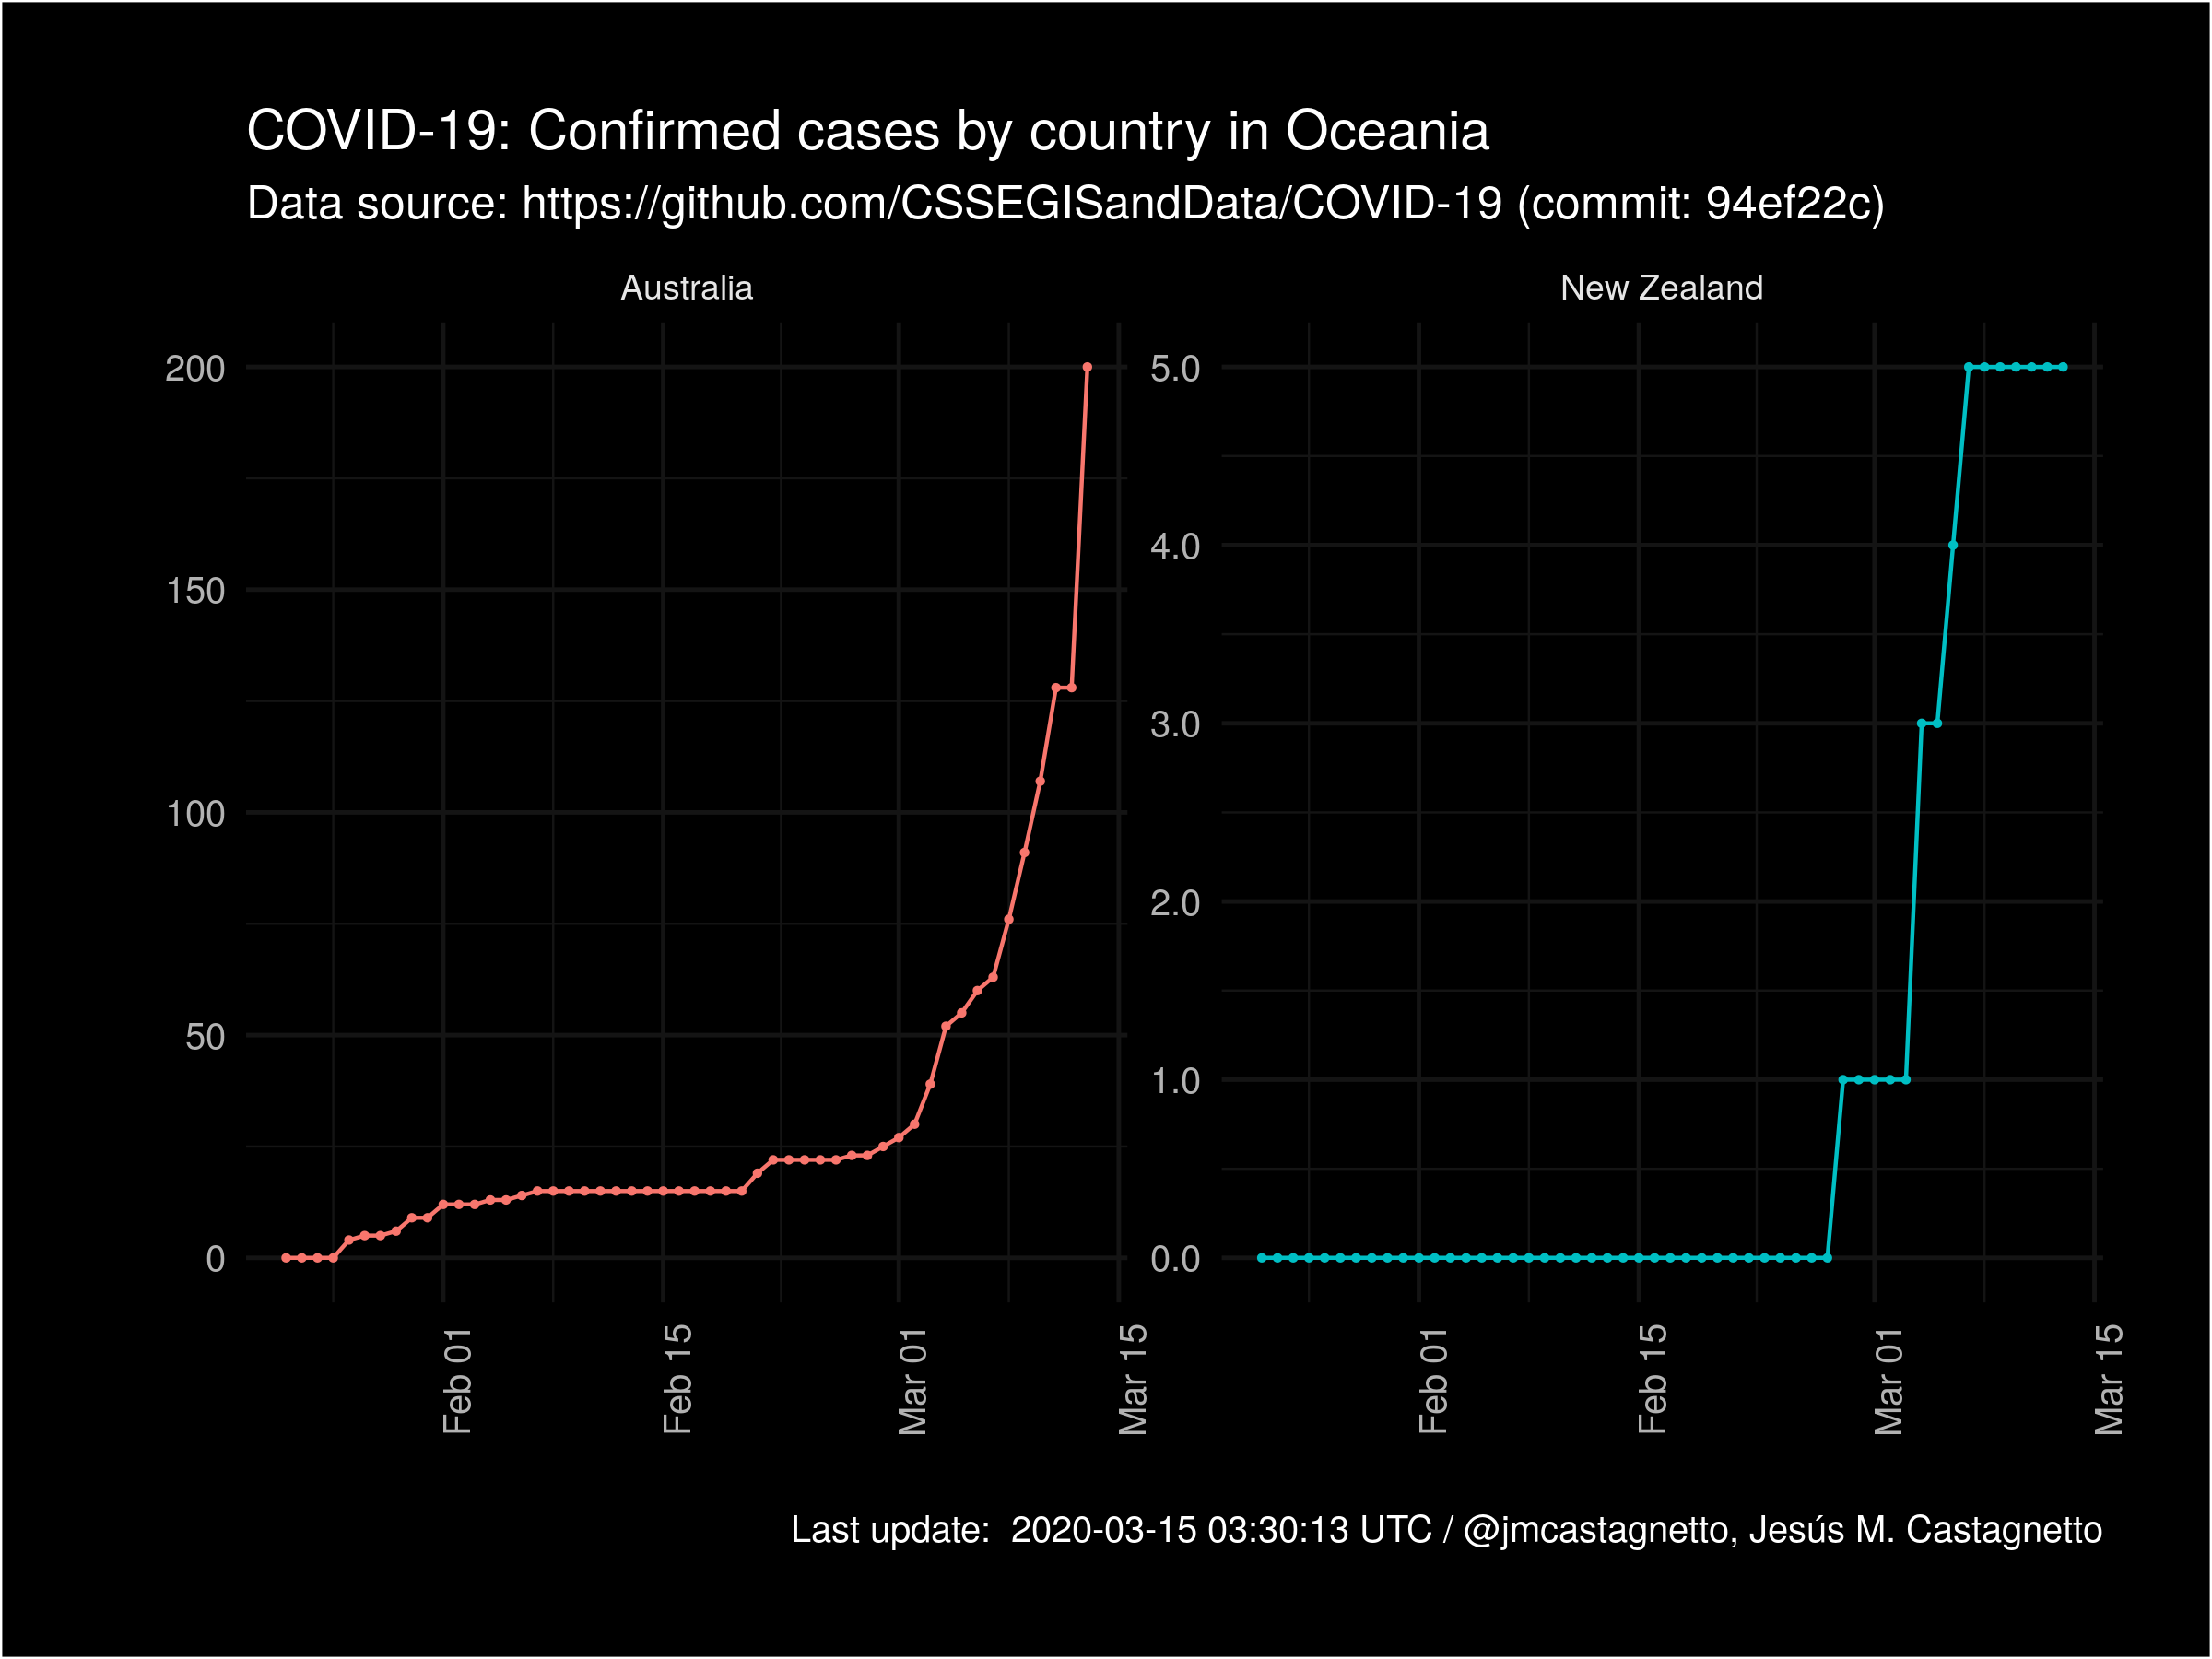 COVID-19: Confirmed cases by country in Oceania
Data source: https://github.com/CSSEGISandData/COVID-19 (commit: 94ef22c)
Australia
200
150
100
50
0
Feb 01
Feb 15
Mar 01
Mar 15
New Zealand
5.0
4.0
3.0
2.0
1.0
0.0
Feb 01
Feb 15
Mar 01
Mar 15
Last update:  2020-03-15 03:30:13 UTC / @jmcastagnetto, Jesús M. Castagnetto